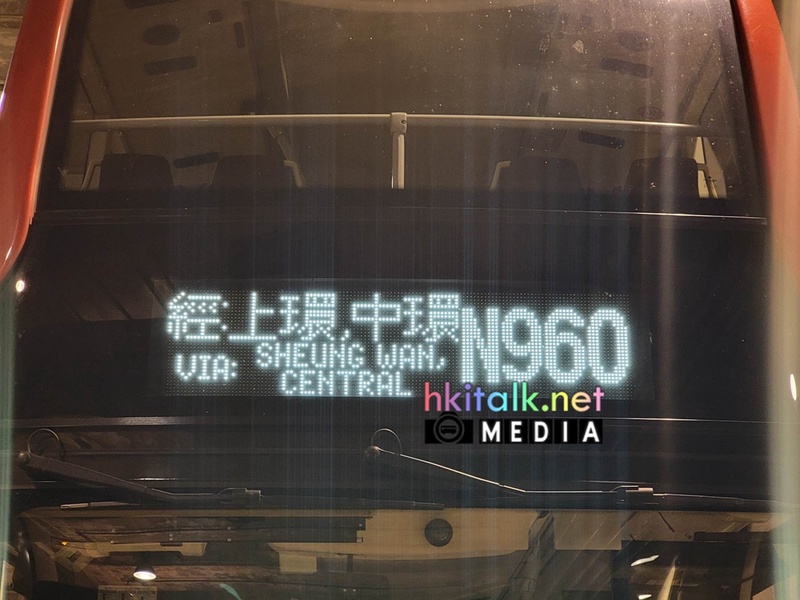 經:上環,中環
VIA: SHEUNG WAN,
CENTRAL
N960
hkitalk.net
MEDIA